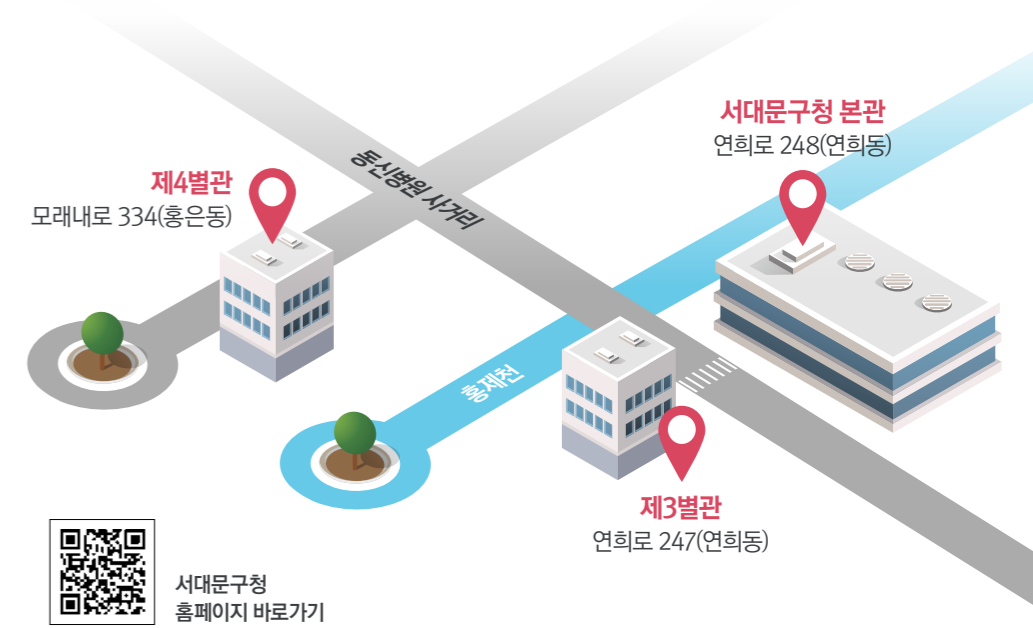 서대문구청 본관
연희로 248(연희동)
동신병원 사거리
제4별관
모래내로 334(홍은동)
홍제천
제3별관
연희로 247(연희동)
서대문구청
홈페이지 바로가기